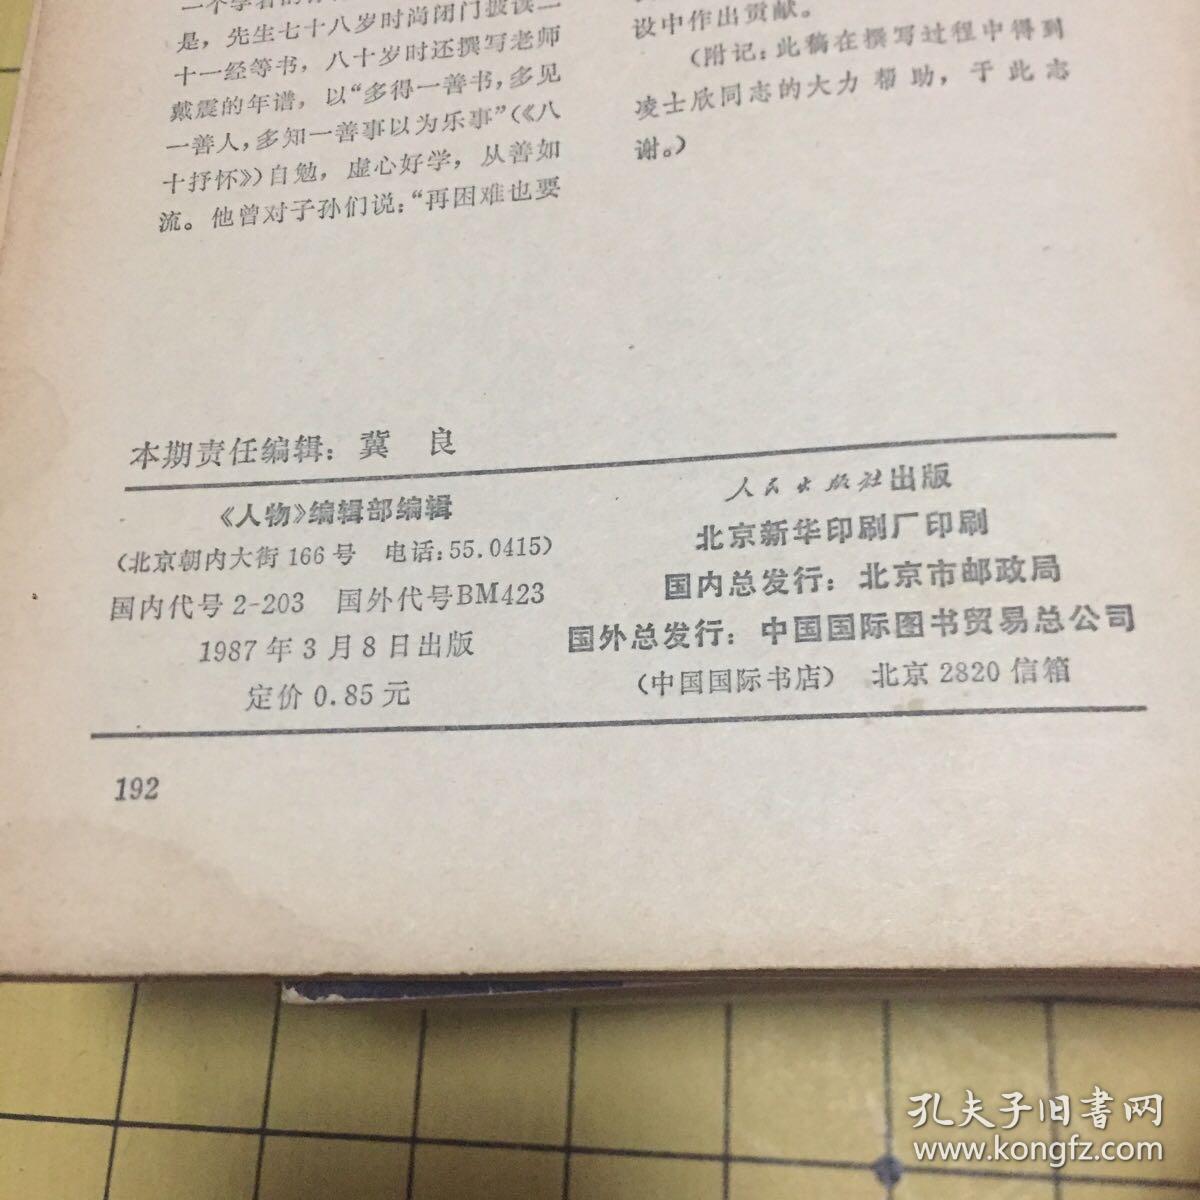 一个学者的
是，先生七十八岁时尚闭门披读二
十一经等书，八十岁时还撰写老师
戴震的年谱，以“多得一善书，多见
一善人，多知一善事以为乐事”（《八
十抒怀》）自勉，虚心好学，从善如
流。他曾对子孙们说：“再困难也要
设中作出贡献。
（附记：此稿在撰写过程中得到
凌士欣同志的大力帮助，于此志
谢。）
本期责任编辑：冀 良
《人物》编辑部编辑
（北京朝内大街166号 电话：55.0415）
国内代号2-203 国外代号BM423
1987年3月8日出版
定价0.85元
人民出版社出版
北京新华印刷厂印刷
国内总发行：北京市邮政局
国外总发行：中国国际图书贸易总公司
（中国国际书店） 北京2820信箱
192
孔夫子旧書网
www.kongfz.com